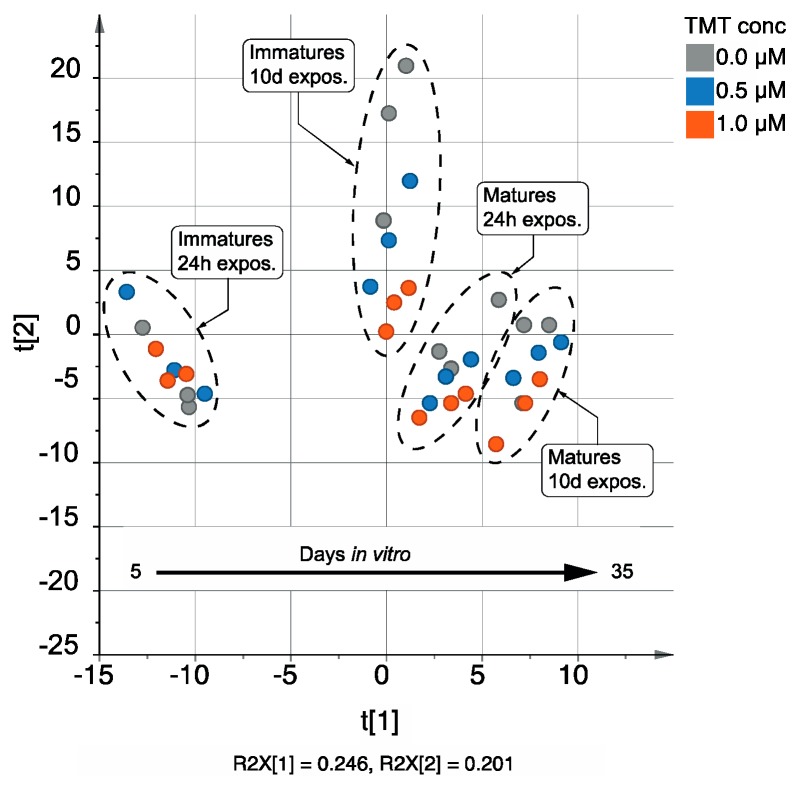 TMT conc
0.0 µM
0.5 µM
1.0 µM
Immatures
10d expos.
Matures
24h expos.
Immatures
24h expos.
Matures
10d expos.
t[2]
20
15
10
5
0
-5
-10
-15
-20
-25
Days in vitro
5
35
-15
-10
-5
0
5
10
t[1]
R2X[1] = 0.246, R2X[2] = 0.201